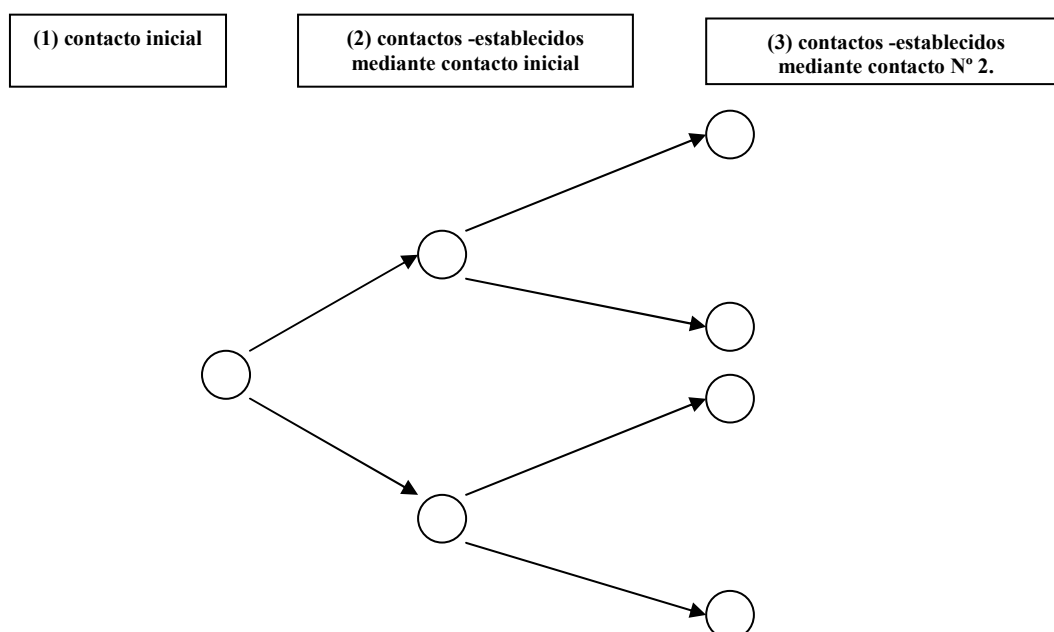 (1) contacto inicial
(2) contactos -establecidos
mediante contacto inicial
(3) contactos -establecidos
mediante contacto Nº 2.